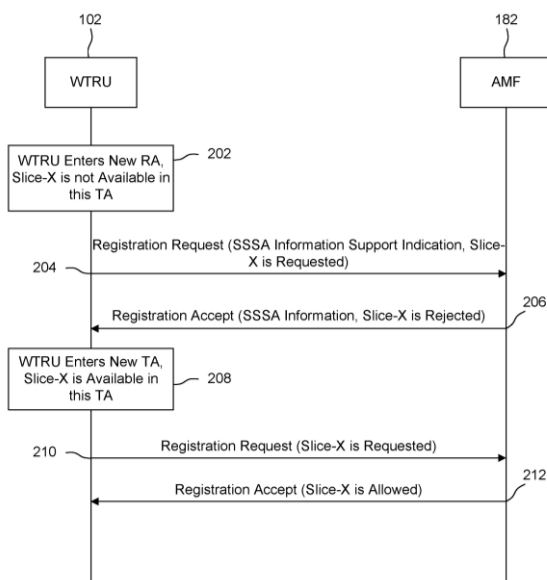 102
182
WTRU
AMF
WTRU Enters New RA,
Slice-X is not Available in
this TA
202
Registration Request (SSSA Information Support Indication, Slice-
X is Requested)
204
Registration Accept (SSSA Information, Slice-X is Rejected)
206
WTRU Enters New TA,
Slice-X is Available in
this TA
208
Registration Request (Slice-X is Requested)
210
Registration Accept (Slice-X is Allowed)
212